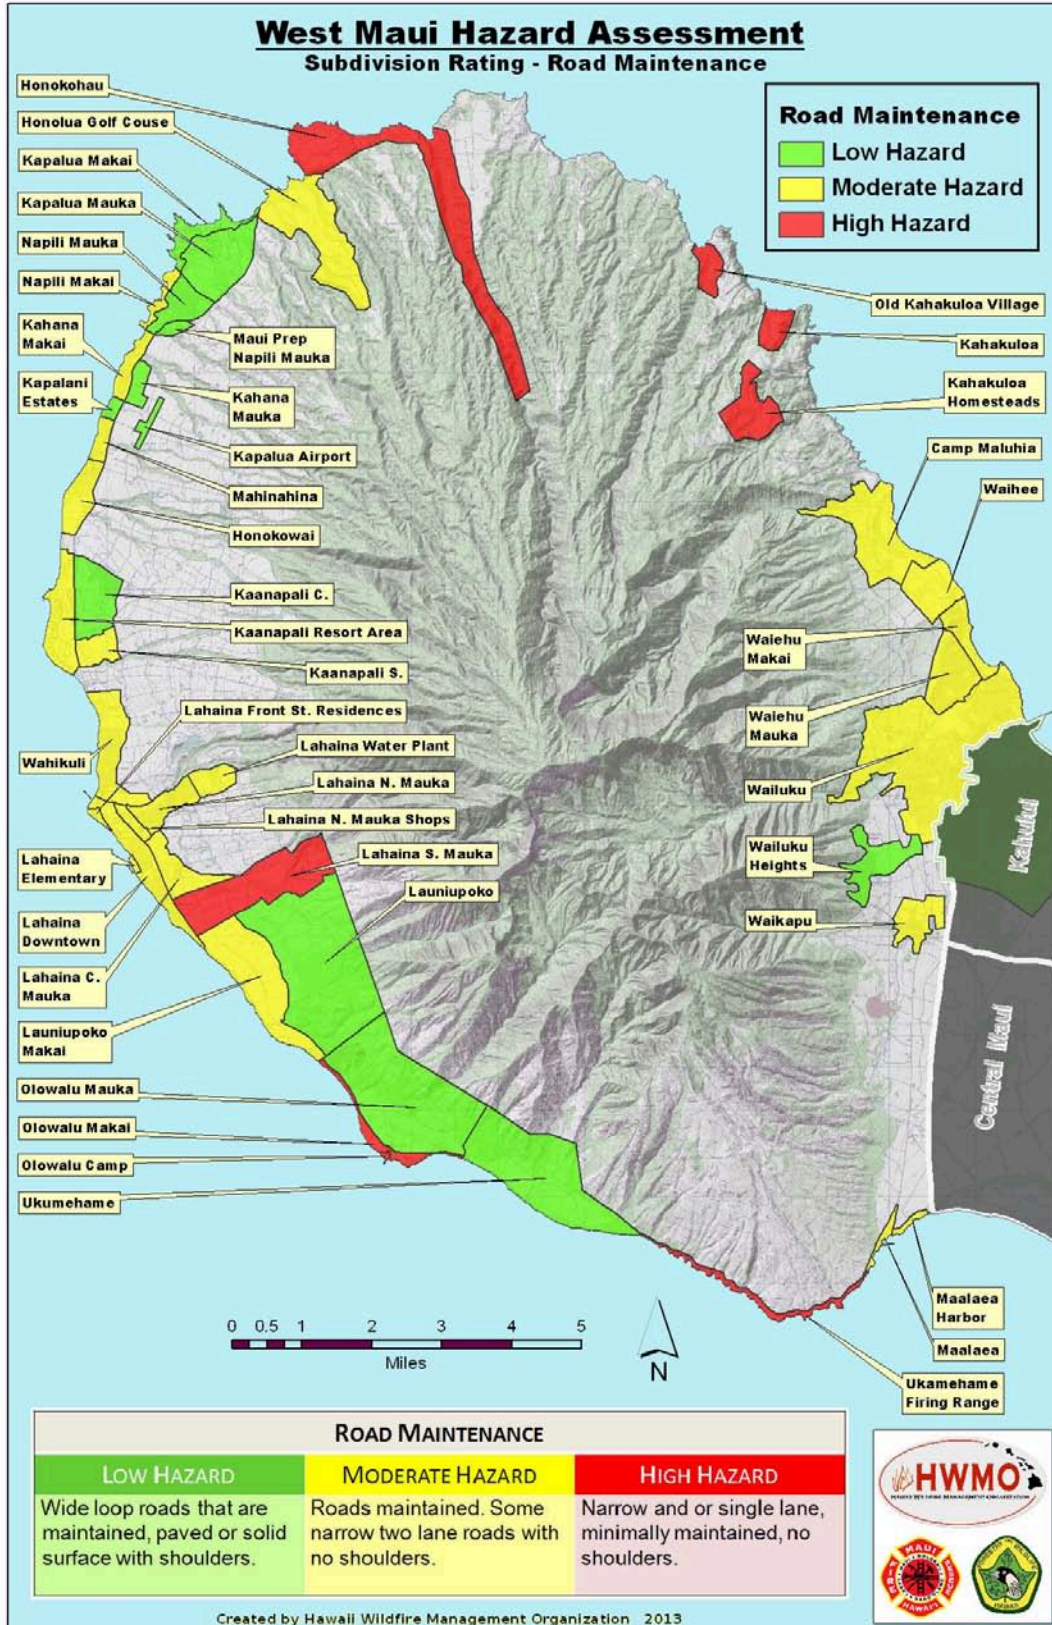 West Maui Hazard Assessment
Subdivision Rating - Road Maintenance
Road Maintenance
Low Hazard
Moderate Hazard
High Hazard
Honokohau
Honolua Golf Couse
Kapalua Makai
Kapalua Mauka
Napili Mauka
Napili Makai
Kahana
Makai
Kapalani
Estates
Maui Prep
Napili Mauka
Kahana
Mauka
Kapalua Airport
Mahinahina
Honokowai
Kaanapali C.
Kaanapali Resort Area
Kaanapali S.
Lahaina Front St. Residences
Lahaina Water Plant
Wahikuli
Lahaina N. Mauka
Lahaina N. Mauka Shops
Lahaina S. Mauka
Launiupoko
Lahaina
Elementary
Lahaina
Downtown
Lahaina C.
Mauka
Launiupoko
Makai
Olowalu Mauka
Olowalu Makai
Olowalu Camp
Ukumehame
Old Kahakuloa Village
Kahakuloa
Kahakuloa
Homesteads
Camp Maluhia
Waihee
Waiehu
Makai
Waiehu
Mauka
Wailuku
Wailuku
Heights
Waikapu
Kahului
Central Maui
Maalaea
Harbor
Maalaea
Ukamehame
Firing Range
0 0.5 1 2 3 4 5
Miles
N
ROAD MAINTENANCE
LOW HAZARD
MODERATE HAZARD
HIGH HAZARD
Wide loop roads that are
maintained, paved or solid
surface with shoulders.
Roads maintained. Some
narrow two lane roads with
no shoulders.
Narrow and or single lane,
minimally maintained, no
shoulders.
HWMO
MAUI
FIRE
HAWAII
Created by Hawaii Wildfire Management Organization 2013